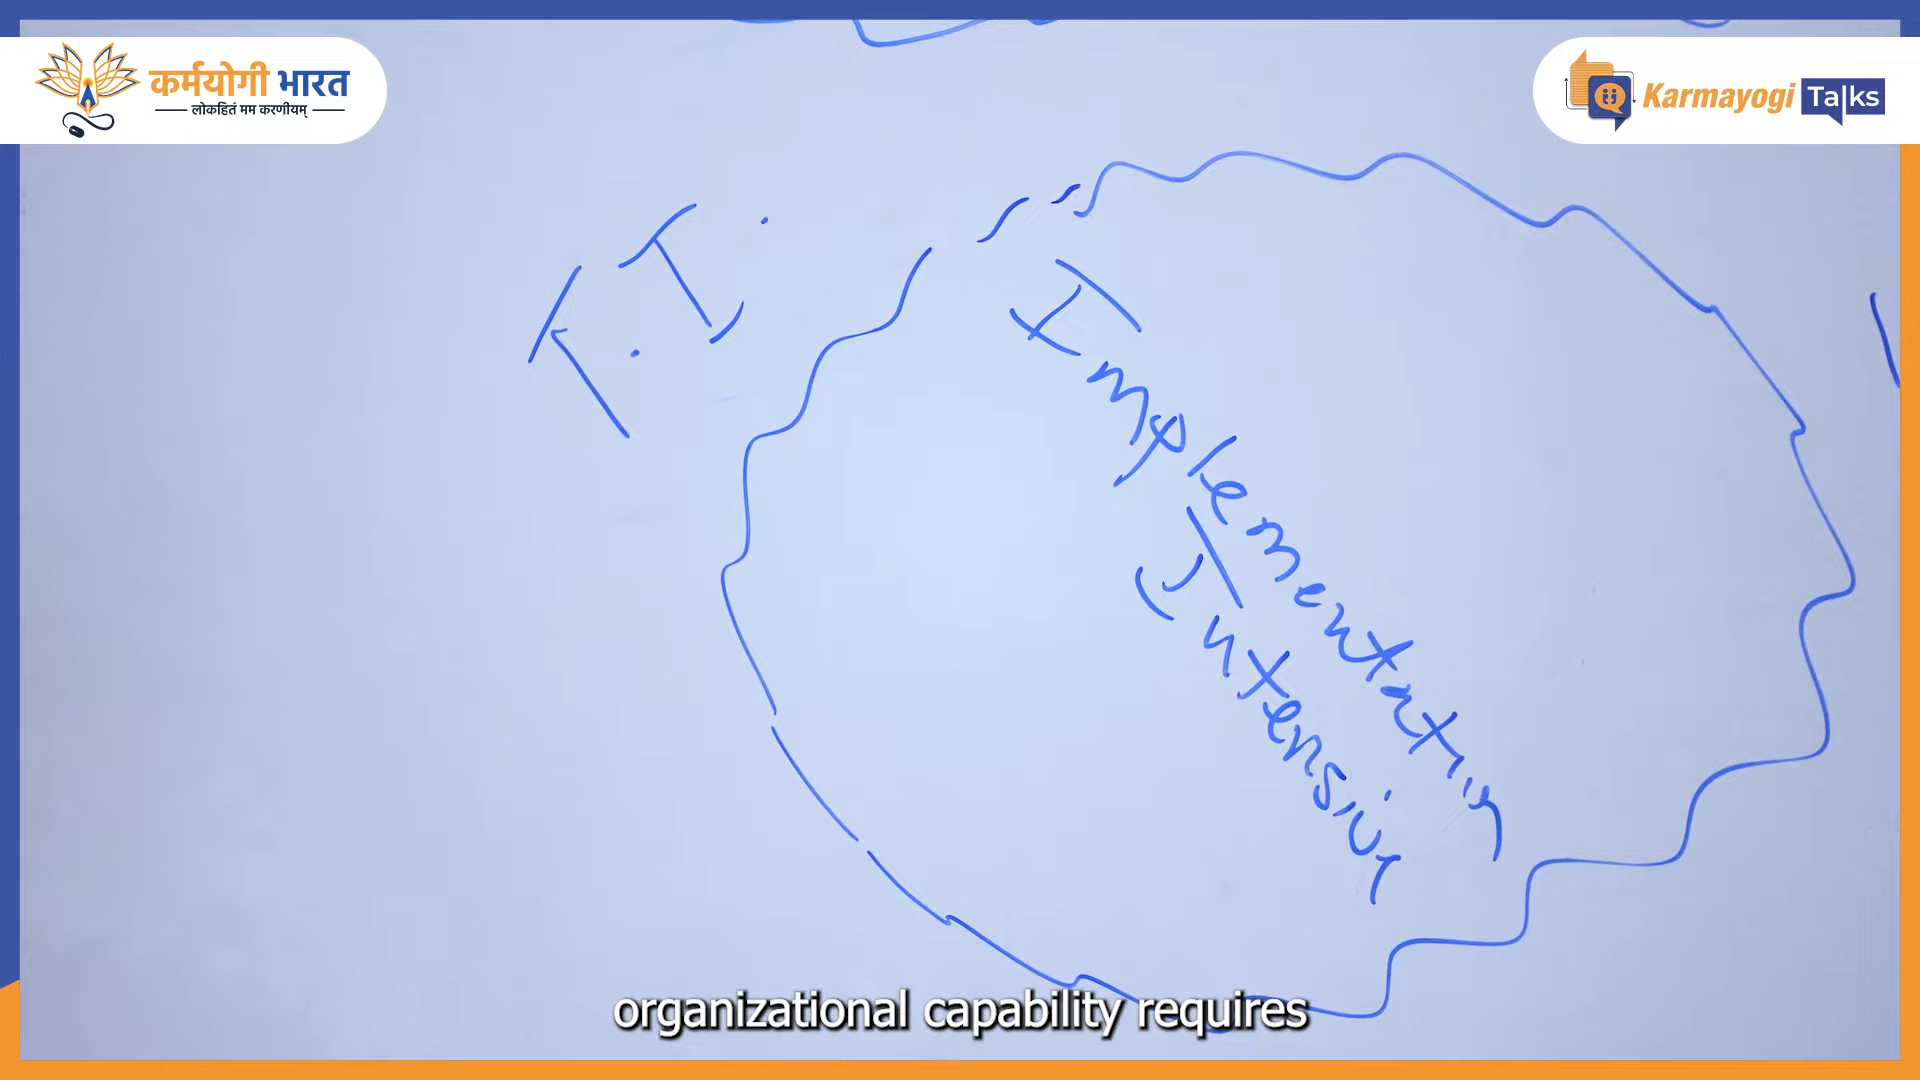 कर्मयोगी भारत
लोकहितं मम करणीयम्
Karmayogi Talks
T.I.
Implementation
Intensive
organizational capability requires